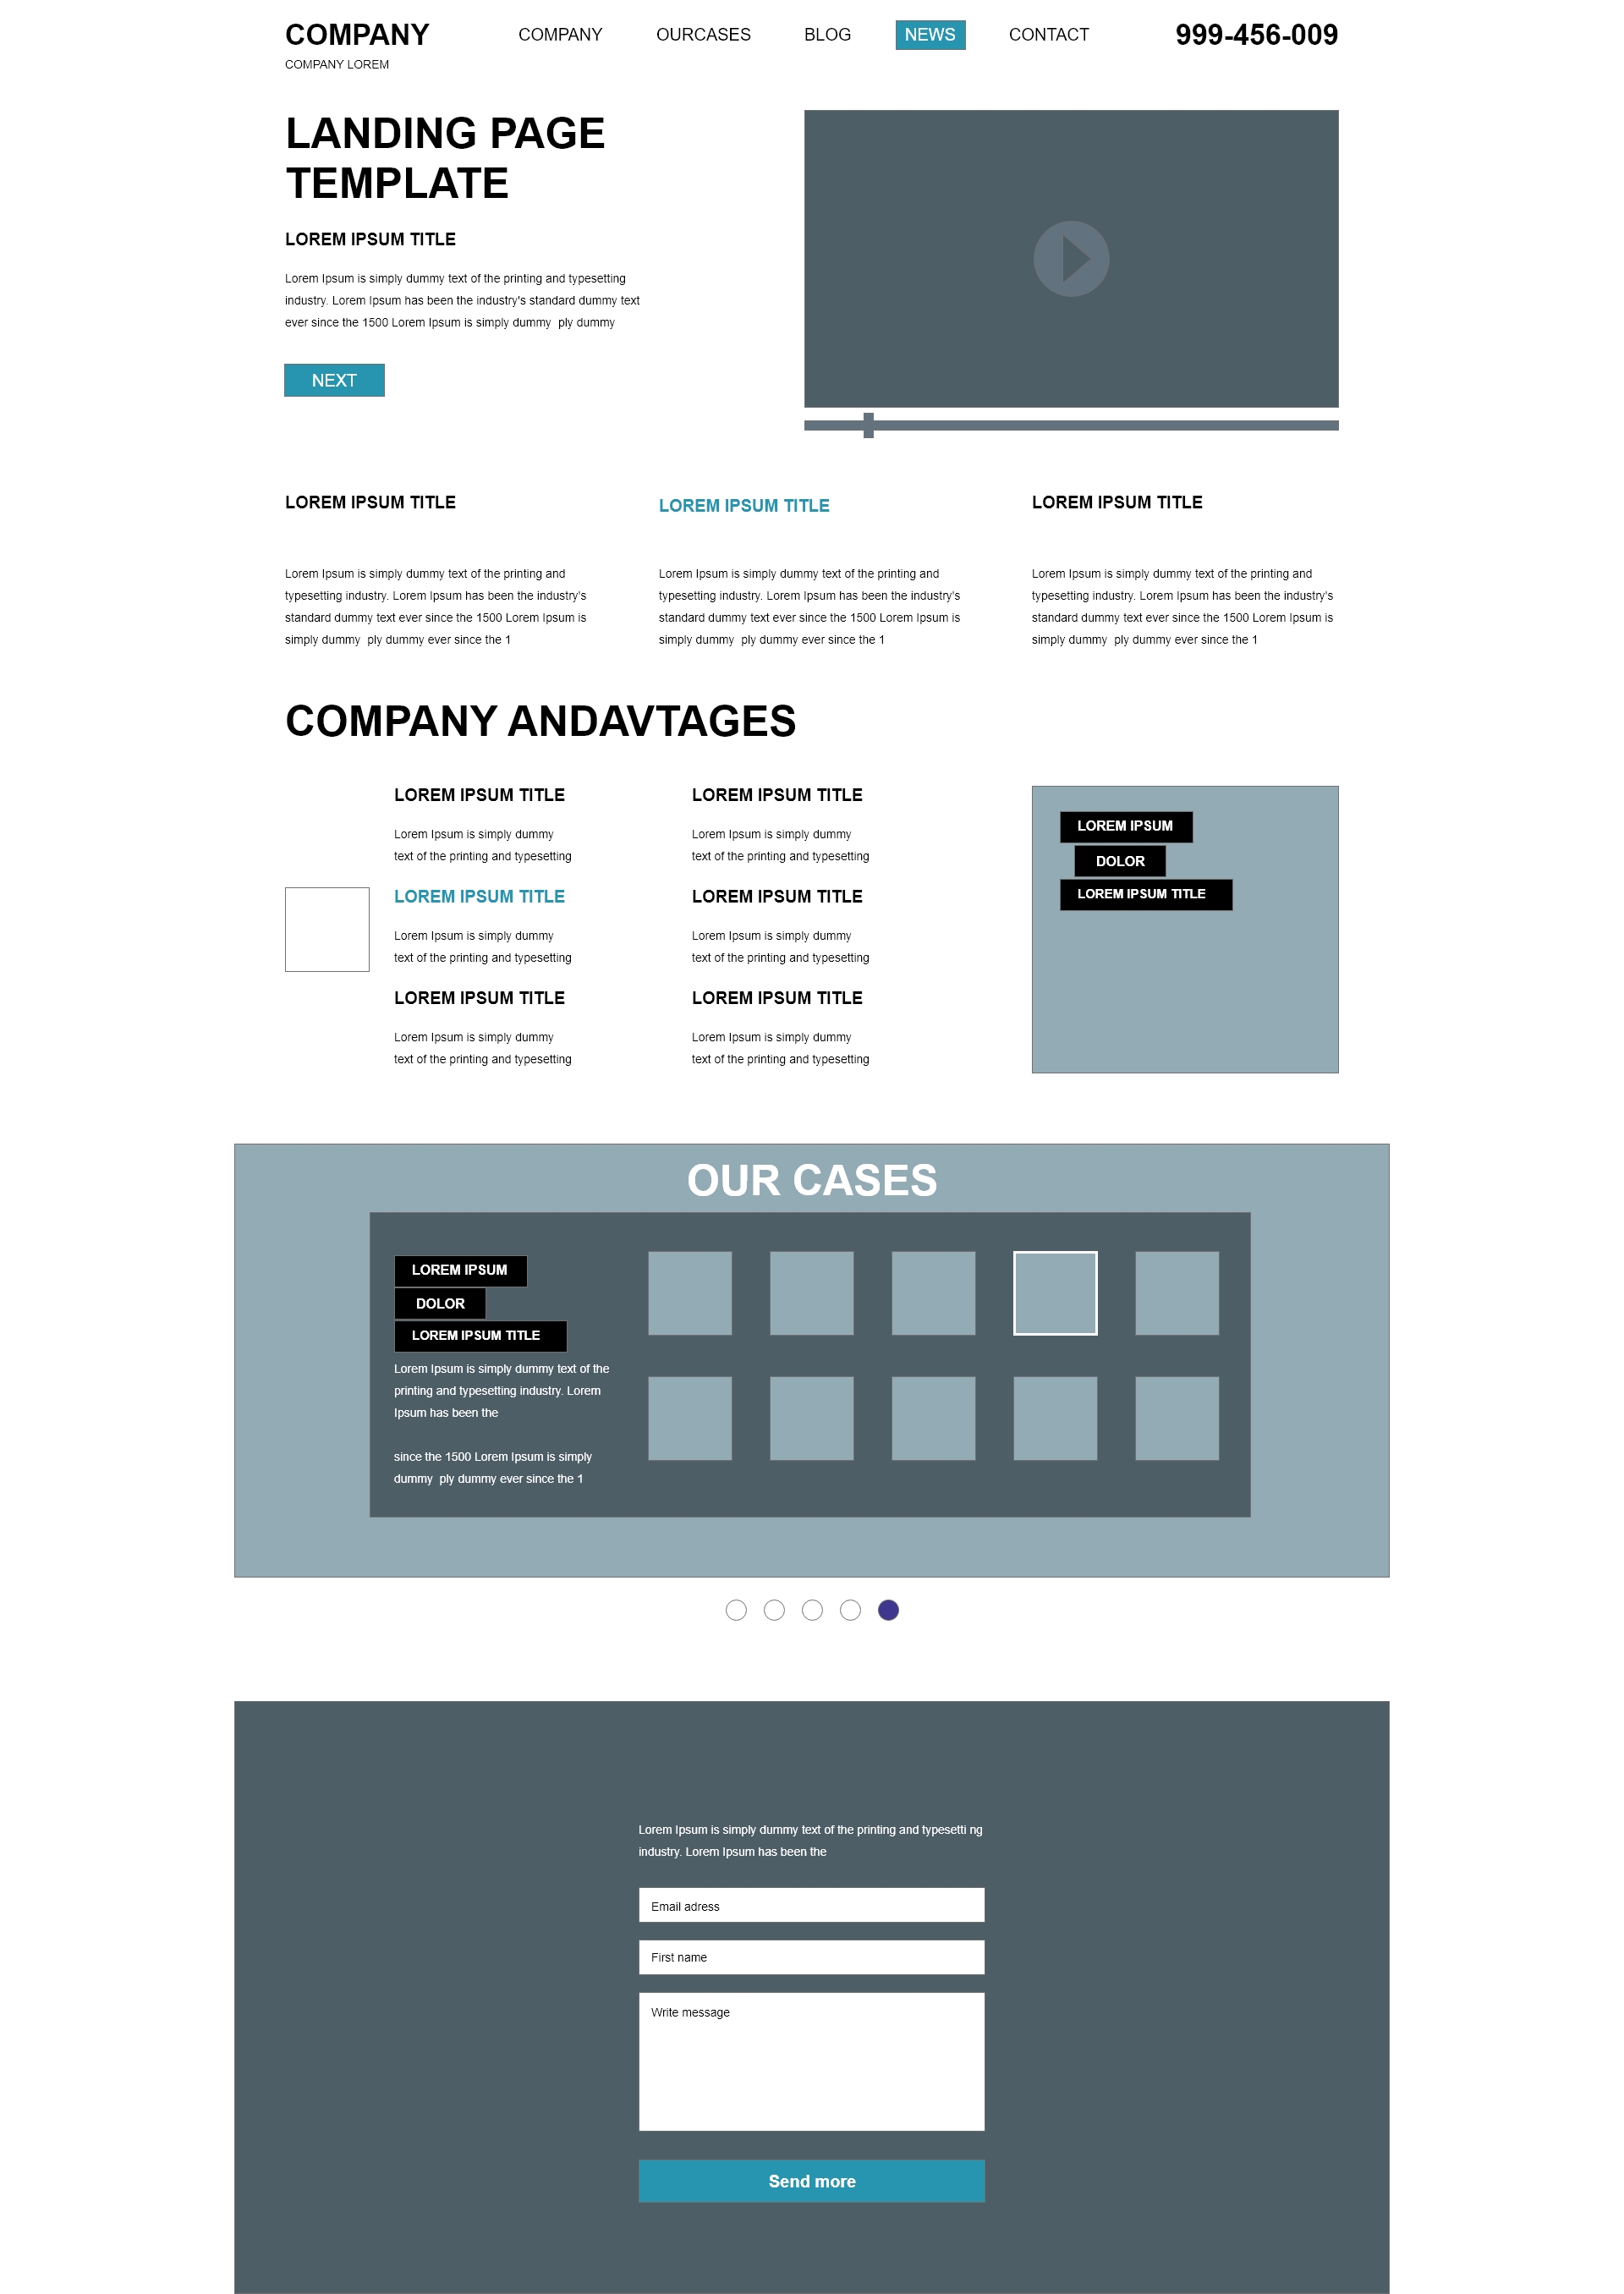 COMPANY
COMPANY LOREM
COMPANY
OURCASES
BLOG
NEWS
CONTACT
999-456-009
LANDING PAGE
TEMPLATE
LOREM IPSUM TITLE
Lorem Ipsum is simply dummy text of the printing and typesetting
industry. Lorem Ipsum has been the industry's standard dummy text
ever since the 1500 Lorem Ipsum is simply dummy  ply dummy
NEXT
LOREM IPSUM TITLE
Lorem Ipsum is simply dummy text of the printing and
typesetting industry. Lorem Ipsum has been the industry's
standard dummy text ever since the 1500 Lorem Ipsum is
simply dummy  ply dummy ever since the 1
LOREM IPSUM TITLE
Lorem Ipsum is simply dummy text of the printing and
typesetting industry. Lorem Ipsum has been the industry's
standard dummy text ever since the 1500 Lorem Ipsum is
simply dummy  ply dummy ever since the 1
LOREM IPSUM TITLE
Lorem Ipsum is simply dummy text of the printing and
typesetting industry. Lorem Ipsum has been the industry's
standard dummy text ever since the 1500 Lorem Ipsum is
simply dummy  ply dummy ever since the 1
COMPANY ANDAVTAGES
LOREM IPSUM TITLE
Lorem Ipsum is simply dummy
text of the printing and typesetting
LOREM IPSUM TITLE
Lorem Ipsum is simply dummy
text of the printing and typesetting
LOREM IPSUM TITLE
Lorem Ipsum is simply dummy
text of the printing and typesetting
LOREM IPSUM TITLE
Lorem Ipsum is simply dummy
text of the printing and typesetting
LOREM IPSUM TITLE
Lorem Ipsum is simply dummy
text of the printing and typesetting
LOREM IPSUM TITLE
Lorem Ipsum is simply dummy
text of the printing and typesetting
LOREM IPSUM
DOLOR
LOREM IPSUM TITLE
OUR CASES
LOREM IPSUM
DOLOR
LOREM IPSUM TITLE
Lorem Ipsum is simply dummy text of the
printing and typesetting industry. Lorem
Ipsum has been the
since the 1500 Lorem Ipsum is simply
dummy  ply dummy ever since the 1
Lorem Ipsum is simply dummy text of the printing and typesetti ng
industry. Lorem Ipsum has been the
Email adress
First name
Write message
Send more